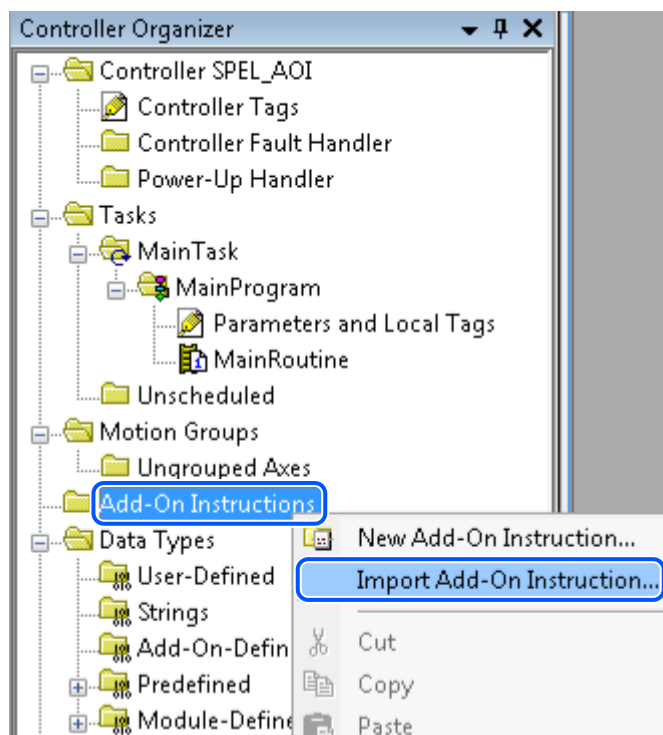 Controller Organizer
Controller SPEL_AOI
Controller Tags
Controller Fault Handler
Power-Up Handler
Tasks
MainTask
MainProgram
Parameters and Local Tags
MainRoutine
Unscheduled
Motion Groups
Ungrouped Axes
Add-On Instructions
Data Types
New Add-On Instruction...
User-Defined
Import Add-On Instruction...
Strings
Add-On-Defin
Cut
Predefined
Copy
Module-Define
Paste